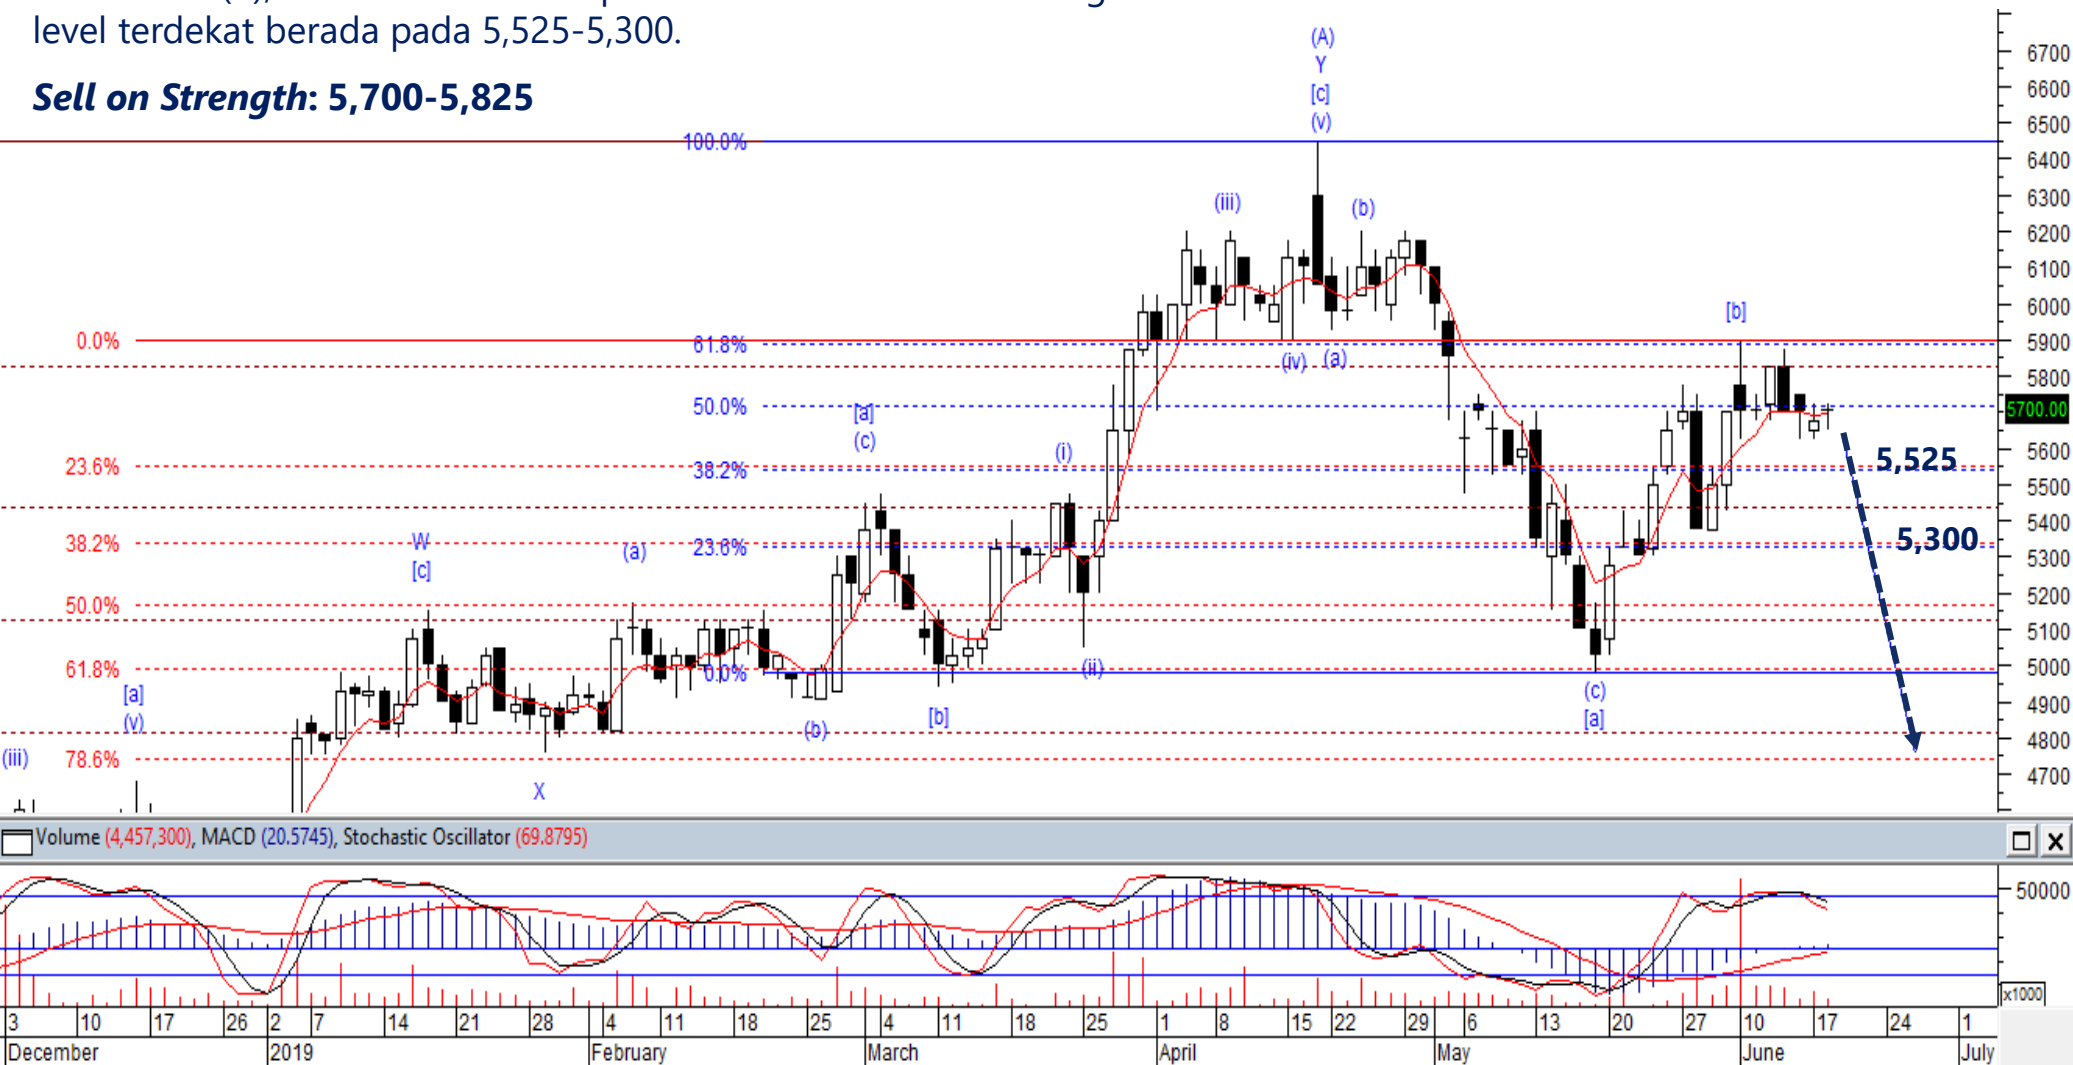 level terdekat berada pada 5,525-5,300.
Sell on Strength: 5,700-5,825
(A)
Y
[c]
(v)
6700
6600
6500
6400
6300
6200
6100
6000
5900
5800
5700.00
5600
5500
5400
5300
5200
5100
5000
4900
4800
4700
100.0%
61.8%
50.0%
38.2%
23.6%
0.0%
0.0%
23.6%
38.2%
50.0%
61.8%
78.6%
(iii)
[a]
(v)
W
[c]
X
(a)
(b)
[a]
(c)
[b]
(i)
(ii)
(iii)
(iv)
(a)
(b)
(c)
[a]
[b]
5,525
5,300
Volume (4,457,300), MACD (20.5745), Stochastic Oscillator (69.8795)
50000
x1000
3 10 17 26 2 7 14 21 28 4 11 18 25 4 11 18 25 1 8 15 22 29 6 13 20 27 10 17 24 1
December 2019 February March April May June July